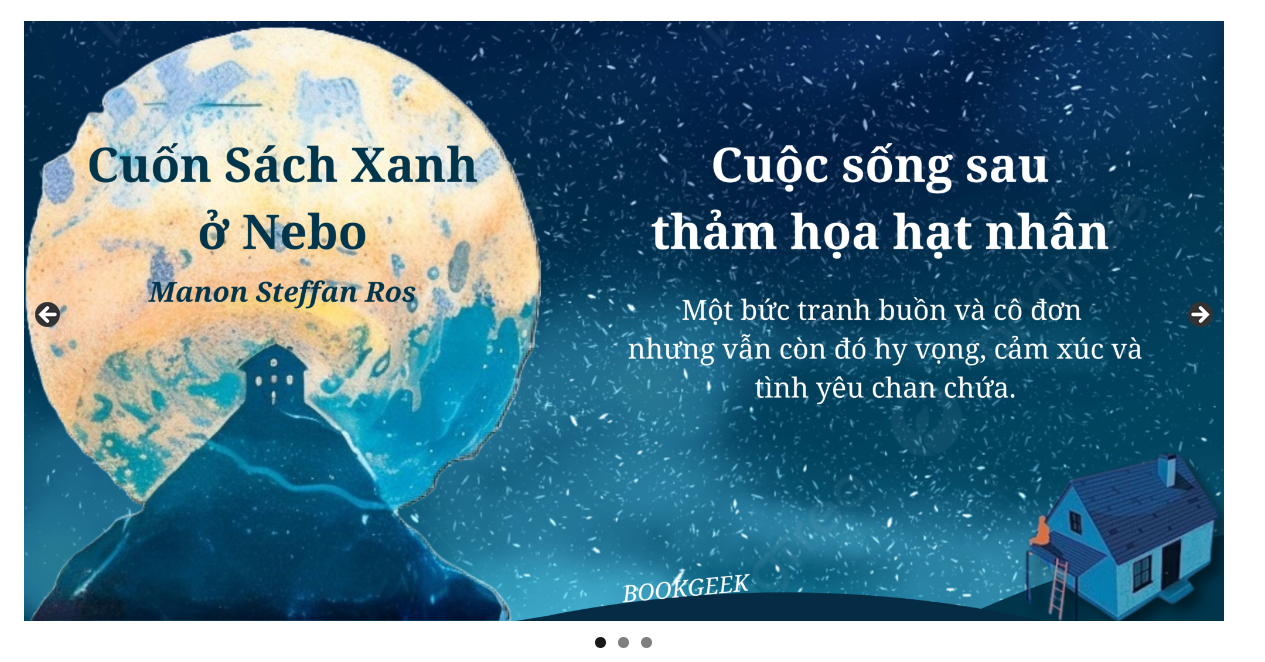 Cuốn Sách Xanh
ở Nebo
Manon Steffan Ros
Cuộc sống sau
thảm họa hạt nhân
Một bức tranh buồn và cô đơn
nhưng vẫn còn đó hy vọng, cảm xúc và
tình yêu chan chứa.
BOOKGEEK